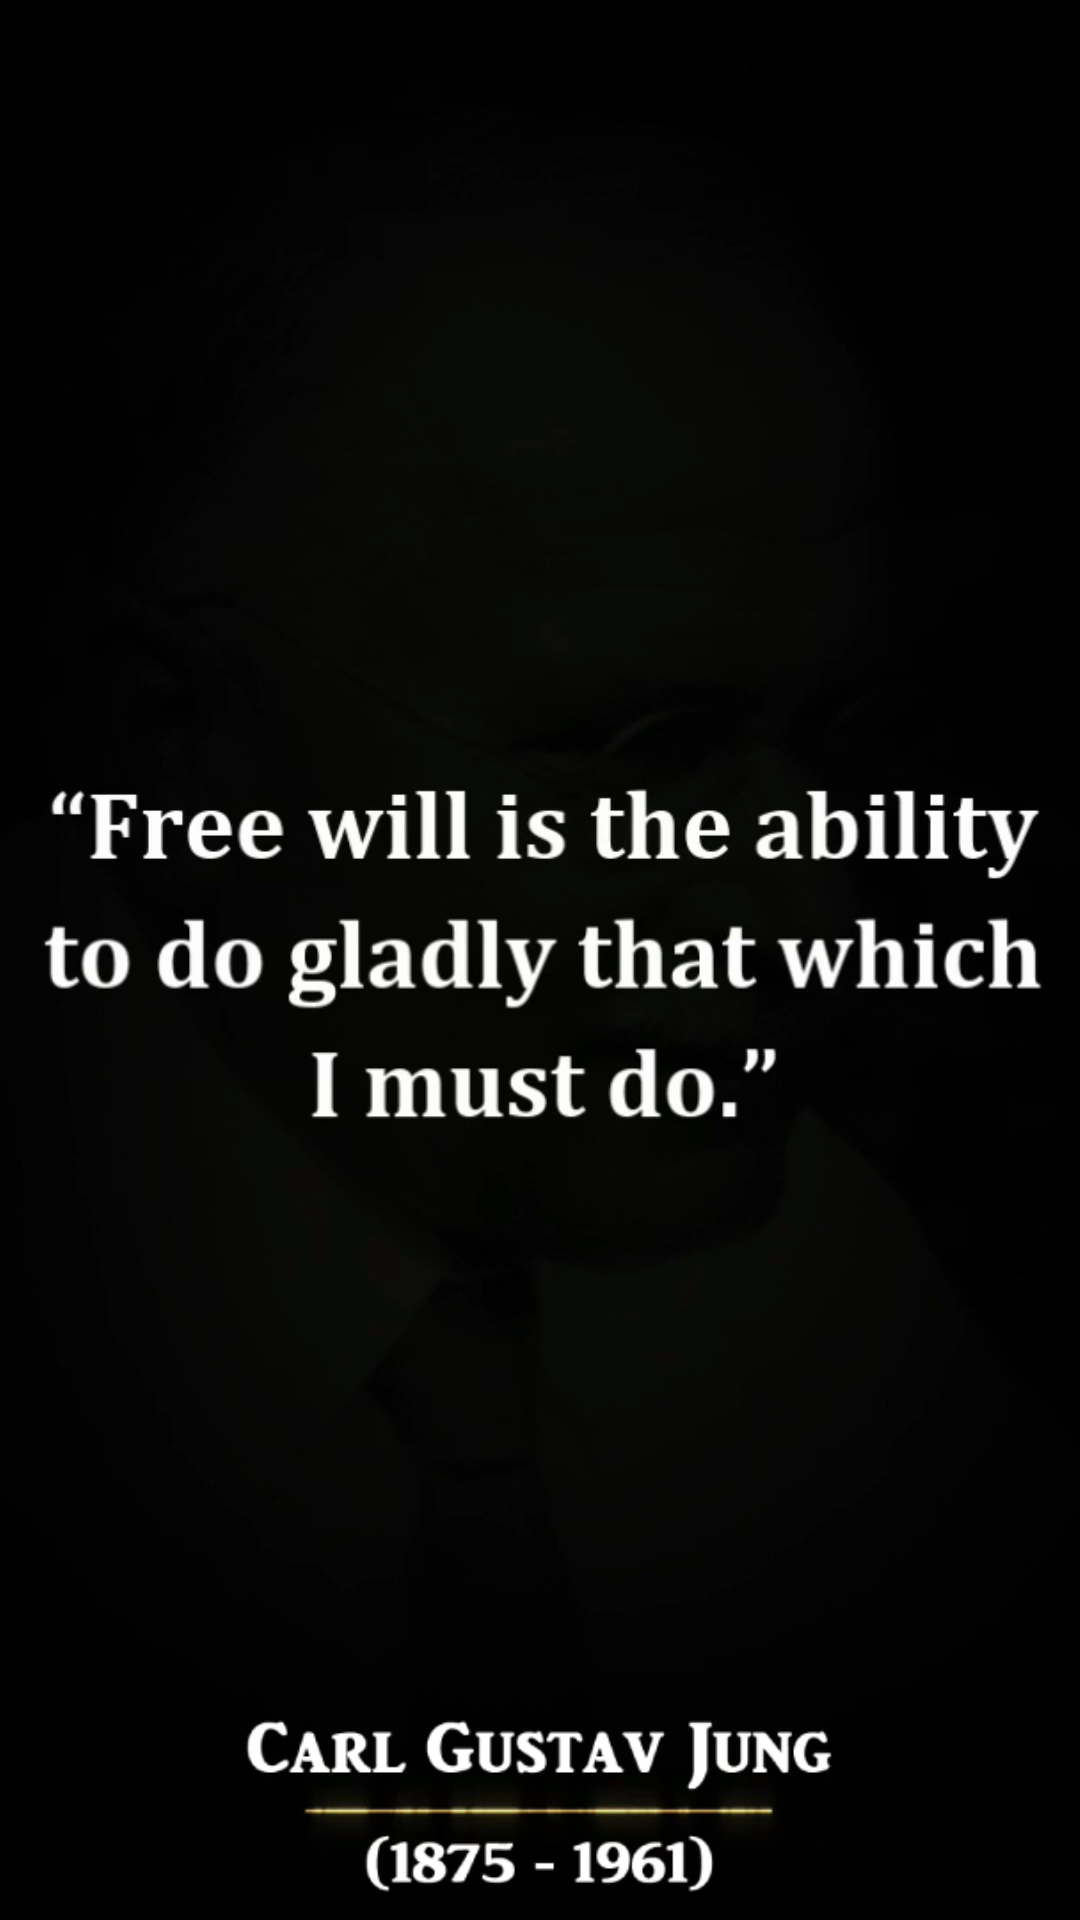 “Free will is the ability
to do gladly that which
I must do.”
Carl Gustav Jung
(1875 - 1961)